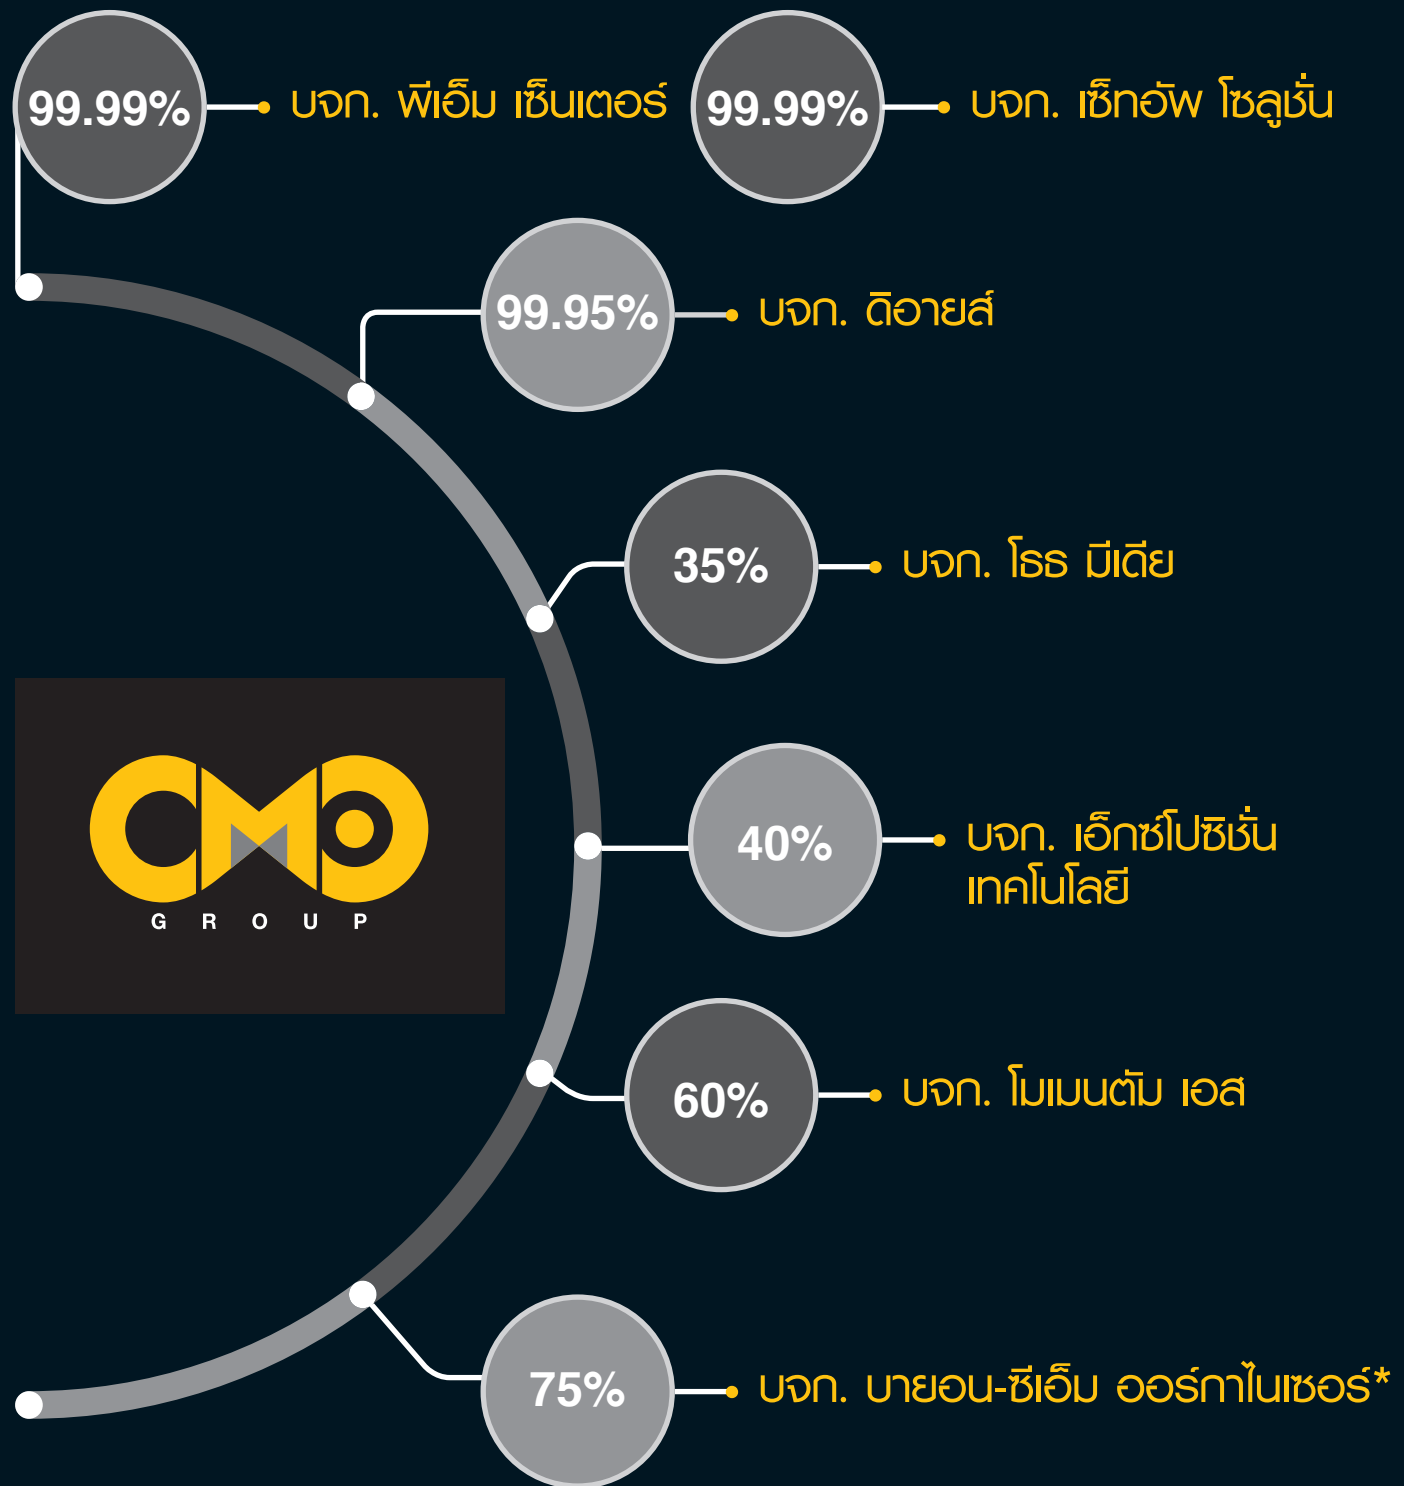 99.99%
บจก. พีเอ็ม เซ็นเตอร์
99.99%
บจก. เซ็ทอัพ โซลูชั่น
99.95%
บจก. ดิอายส์
35%
บจก. โธธ มีเดีย
CMO
GROUP
40%
บจก. เอ็กซ์โปซิชั่น
เทคโนโลยี
60%
บจก. โมเมนตัม เอส
75%
บจก. บายอน-ซีเอ็ม ออร์กาไนเซอร์*